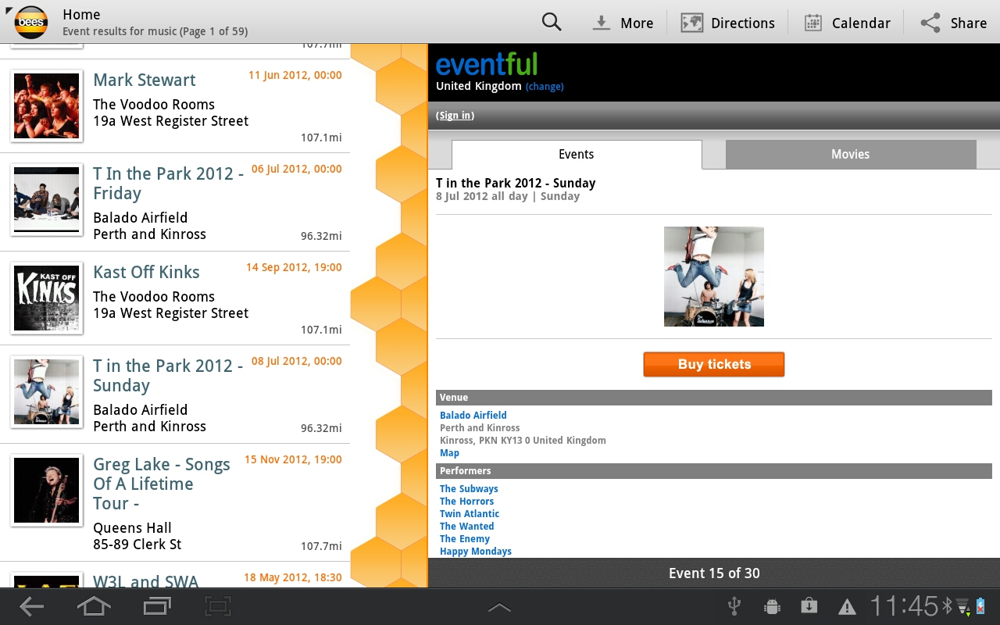 bees
Home
Event results for music (Page 1 of 59)
More
Directions
Calendar
Share
107.7mi
Mark Stewart
11 Jun 2012, 00:00
The Voodoo Rooms
19a West Register Street
107.1mi
T In the Park 2012 -
Friday
06 Jul 2012, 00:00
Balado Airfield
Perth and Kinross
96.32mi
KAST OFF
KINKS
Kast Off Kinks
14 Sep 2012, 19:00
The Voodoo Rooms
19a West Register Street
107.1mi
T in the Park 2012 -
Sunday
08 Jul 2012, 00:00
Balado Airfield
Perth and Kinross
96.32mi
Greg Lake - Songs
Of A Lifetime
Tour -
15 Nov 2012, 19:00
Queens Hall
85-89 Clerk St
107.7mi
W3L and SWA
18 May 2012, 18:30
eventful
United Kingdom (change)
(Sign in)
Events
Movies
T in the Park 2012 - Sunday
8 Jul 2012 all day | Sunday
Buy tickets
Venue
Balado Airfield
Perth and Kinross
Kinross, PKN KY13 0 United Kingdom
Map
Performers
The Subways
The Horrors
Twin Atlantic
The Wanted
The Enemy
Happy Mondays
Event 15 of 30
11:45